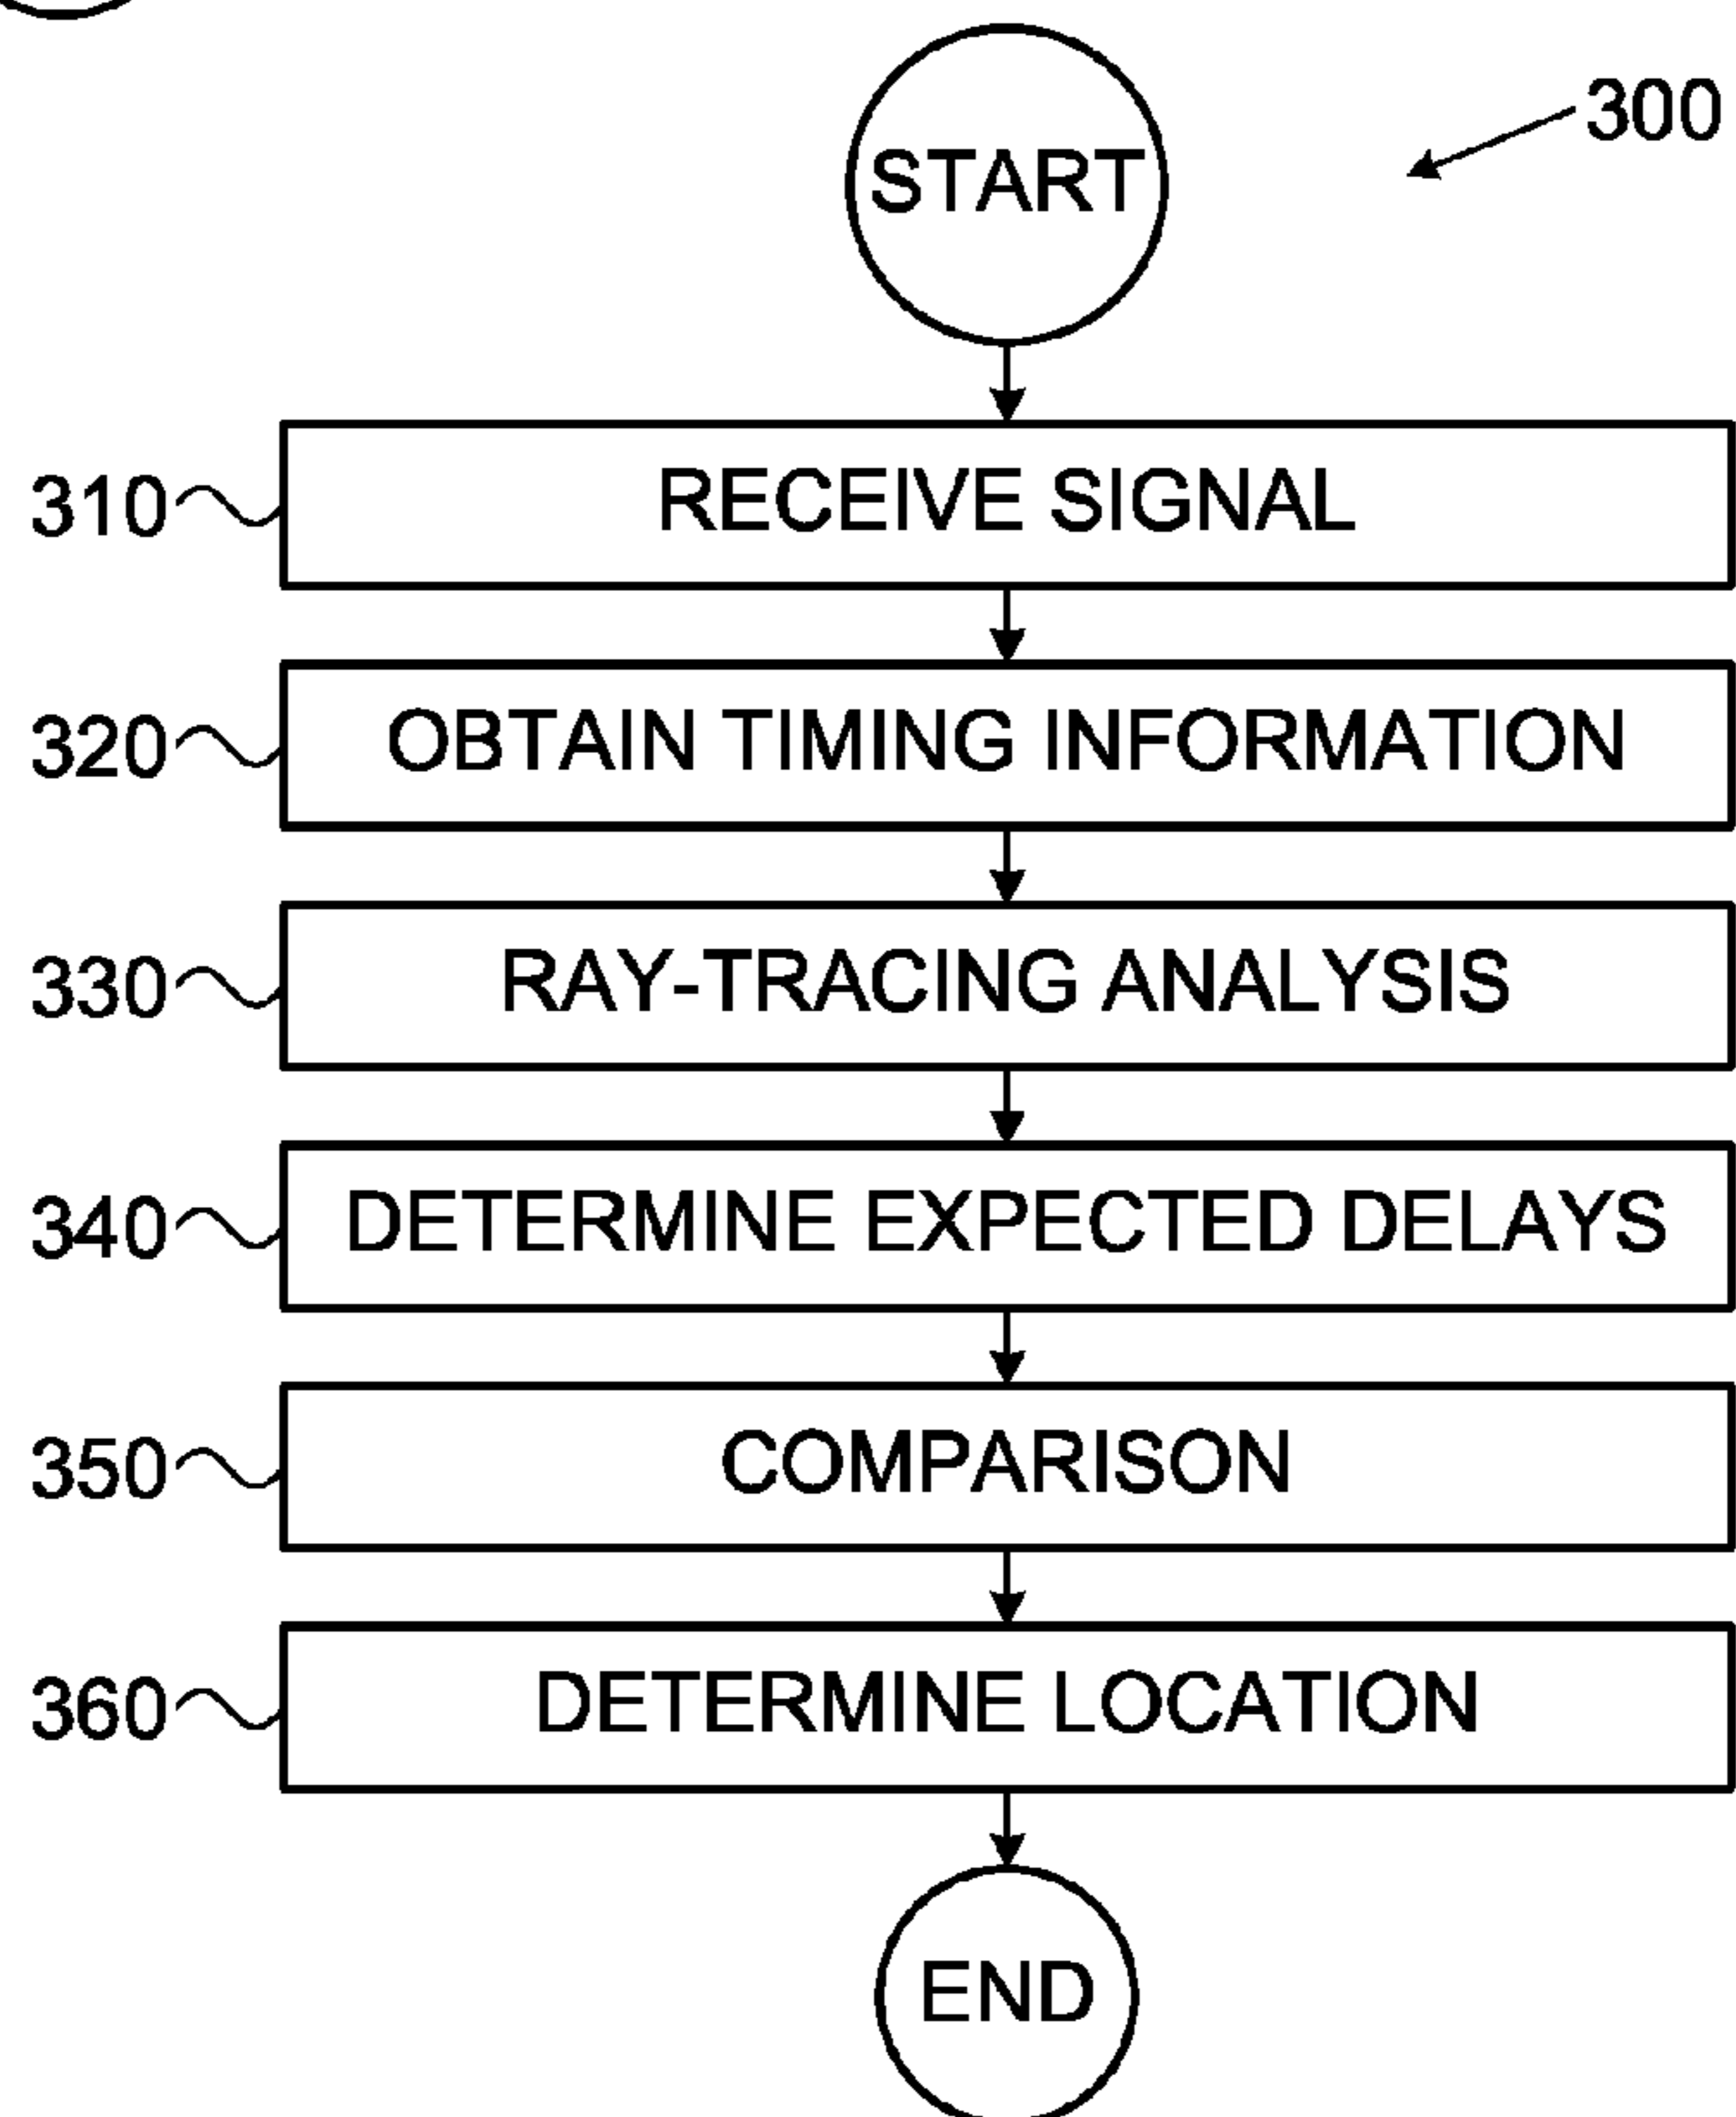 START
300
310 RECEIVE SIGNAL
320 OBTAIN TIMING INFORMATION
330 RAY-TRACING ANALYSIS
340 DETERMINE EXPECTED DELAYS
350 COMPARISON
360 DETERMINE LOCATION
END